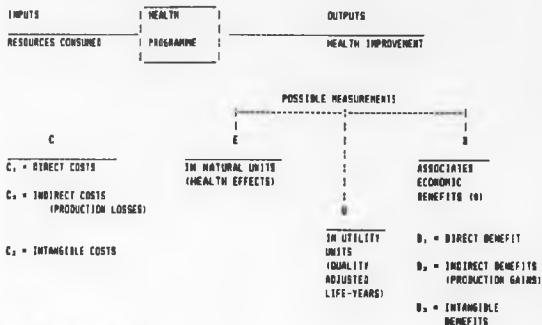 INPUTS
HEALTH
OUTPUTS
RESOURCES CONSUMED
PROGRAMME
HEALTH IMPROVEMENT
POSSIBLE MEASUREMENTS
C
E
B
C₁ = DIRECT COSTS
IN NATURAL UNITS
(HEALTH EFFECTS)
ASSOCIATES
ECONOMIC
BENEFITS
C₂ = INDIRECT COSTS
(PRODUCTION LOSSES)
C₃ = INTANGIBLE COSTS
U
IN UTILITY
UNITS
(QUALITY
ADJUSTED
LIFE-YEARS)
B₁ = DIRECT BENEFIT
B₂ = INDIRECT BENEFITS
(PRODUCTION GAINS)
B₃ = INTANGIBLE
BENEFITS